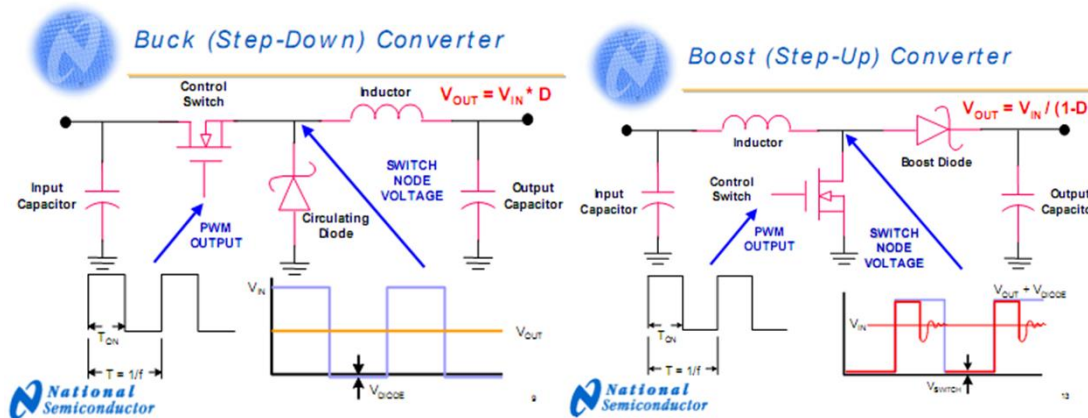 Buck (Step-Down) Converter
Control
Switch
Inductor
VOUT = VIN * D
Input
Capacitor
SWITCH
NODE
VOLTAGE
Output
Capacitor
Circulating
Diode
PWM
OUTPUT
VIN
VOUT
TON
T = 1/f
VDIODE
National
Semiconductor
9
Boost (Step-Up) Converter
VOUT = VIN / (1-D
Inductor
Boost Diode
Input
Capacitor
Control
Switch
Output
Capacito
PWM
OUTPUT
SWITCH
NODE
VOLTAGE
VOUT + VDIODE
VIN
TON
T = 1/f
VSWITCH
National
Semiconductor
13